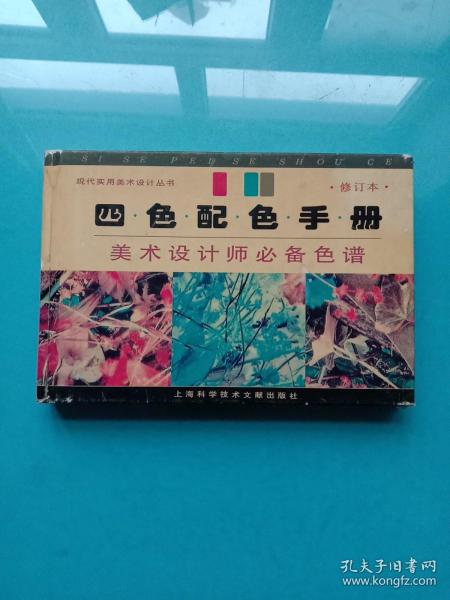 SI SE PEI SE SHOU CE
现代实用美术设计丛书
·修订本·
四·色·配·色·手·册
美术设计师必备色谱
上海科学技术文献出版社
孔夫子旧书网
www.kongfz.com